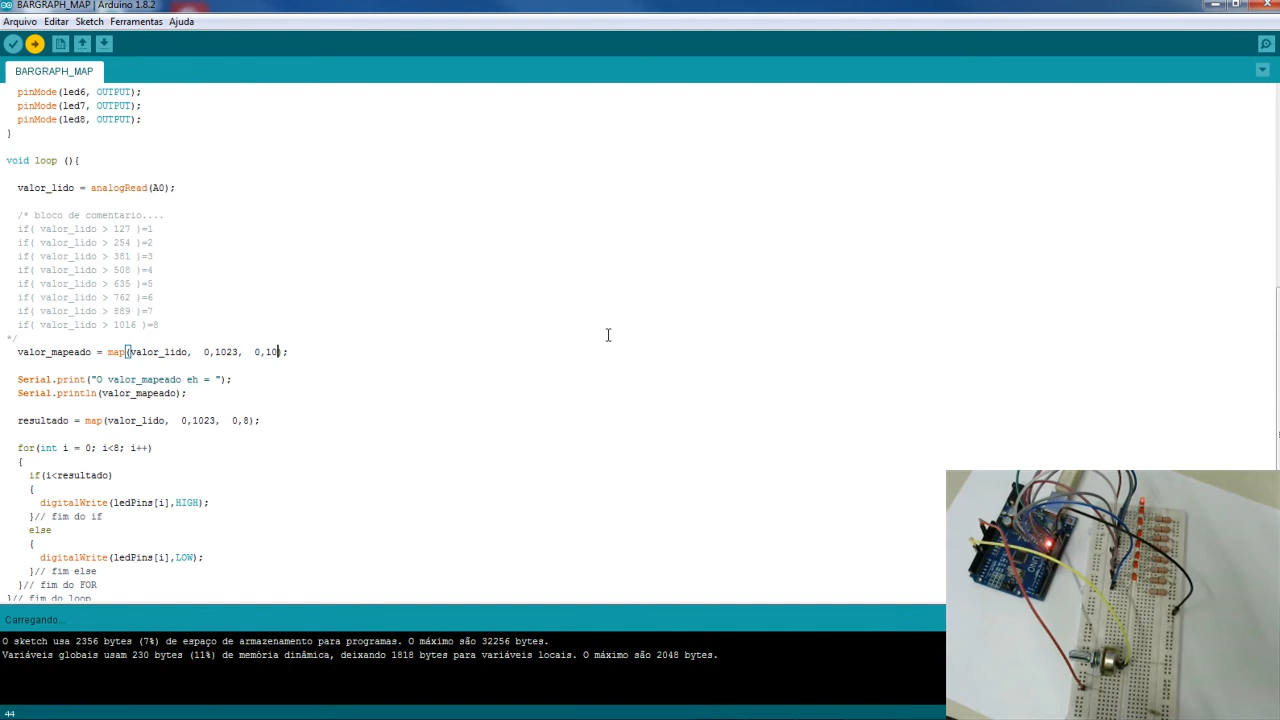 BARGRAPH_MAP | Arduino 1.8.2
Arquivo Editar Sketch Ferramentas Ajuda
BARGRAPH_MAP
pinMode(led6, OUTPUT);
pinMode(led7, OUTPUT);
pinMode(led8, OUTPUT);
}
void loop (){
valor_lido = analogRead(A0);
/* bloco de comentario....
if( valor_lido > 127 )=1
if( valor_lido > 254 )=2
if( valor_lido > 381 )=3
if( valor_lido > 508 )=4
if( valor_lido > 635 )=5
if( valor_lido > 762 )=6
if( valor_lido > 889 )=7
if( valor_lido > 1016 )=8
*/
valor_mapeado = map(valor_lido, 0,1023, 0,10);
Serial.print("O valor_mapeado eh = ");
Serial.println(valor_mapeado);
resultado = map(valor_lido, 0,1023, 0,8);
for(int i = 0; i<8; i++)
{
if(i<resultado)
{
digitalWrite(ledPins[i],HIGH);
}// fim do if
else
{
digitalWrite(ledPins[i],LOW);
}// fim else
}// fim do FOR
}// fim do loop
Carregando...
O sketch usa 2356 bytes (7%) de espaço de armazenamento para programas. O máximo são 32256 bytes.
Variáveis globais usam 230 bytes (11%) de memória dinâmica, deixando 1818 bytes para variáveis locais. O máximo são 2048 bytes.
44
UNO